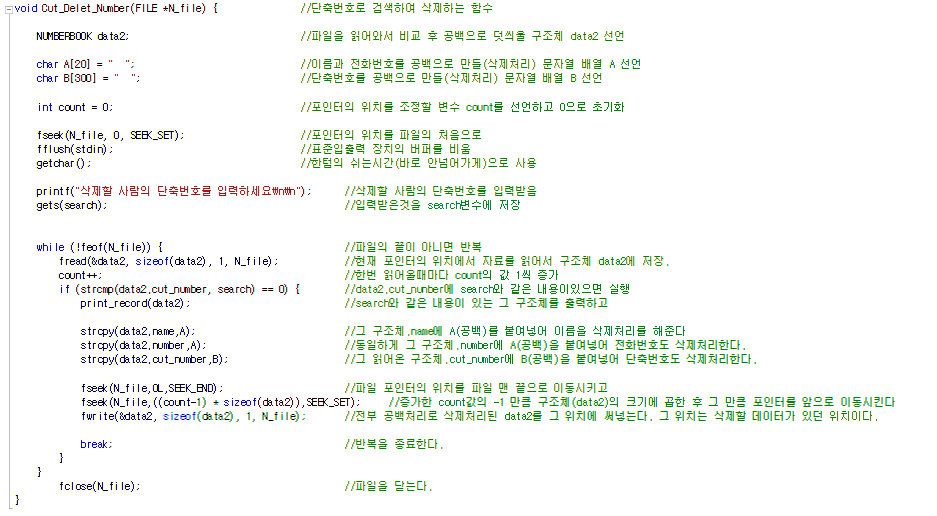 void Cut_Delet_Number(FILE *N_file) { //단축번호로 검색하여 삭제하는 함수
NUMBERBOOK data2; //파일을 읽어와서 비교 후 공백으로 덧씌울 구조체 data2 선언
char A[20] = "  "; //이름과 전화번호를 공백으로 만들(삭제처리) 문자열 배열 A 선언
char B[300] = "  "; //단축번호를 공백으로 만들(삭제처리) 문자열 배열 B 선언
int count = 0; //포인터의 위치를 조정할 변수 count를 선언하고 0으로 초기화
fseek(N_file, 0, SEEK_SET); //포인터의 위치를 파일의 처음으로
fflush(stdin); //표준입출력 장치의 버퍼를 비움
getchar(); //한텀의 쉬는시간(바로 안넘어가게)으로 사용
printf("삭제할 사람의 단축번호를 입력하세요₩n₩n"); //삭제할 사람의 단축번호를 입력받음
gets(search); //입력받은것을 search변수에 저장
while (!feof(N_file)) { //파일의 끝이 아니면 반복
fread(&data2, sizeof(data2), 1, N_file); //현재 포인터의 위치에서 자료를 읽어서 구조체 data2에 저장.
count++; //한번 읽어올때마다 count의 값 1씩 증가
if (strcmp(data2.cut_number, search) == 0) { //data2.cut_nunber에 search와 같은 내용이있으면 실행
print_record(data2); //search와 같은 내용이 있는 그 구조체를 출력하고
strcpy(data2.name,A); //그 구조체.name에 A(공백)를 붙여넣어 이름을 삭제처리를 해준다
strcpy(data2.number,A); //동일하게 그 구조체.number에 A(공백)을 붙여넣어 전화번호도 삭제처리한다.
strcpy(data2.cut_number,B); //그 읽어온 구조체.cut_number에 B(공백)을 붙여넣어 단축번호도 삭제처리한다.
fseek(N_file,0L,SEEK_END); //파일 포인터의 위치를 파일 맨 끝으로 이동시키고
fseek(N_file,((count-1) * sizeof(data2)),SEEK_SET); //증가한 count값의 -1 만큼 구조체(data2)의 크기에 곱한 후 그 만큼 포인터를 앞으로 이동시킨다
fwrite(&data2, sizeof(data2), 1, N_file); //전부 공백처리로 삭제처리된 data2를 그 위치에 써넣는다. 그 위치는 삭제할 데이터가 있던 위치이다.
break; //반복을 종료한다.
}
}
fclose(N_file); //파일을 닫는다.
}